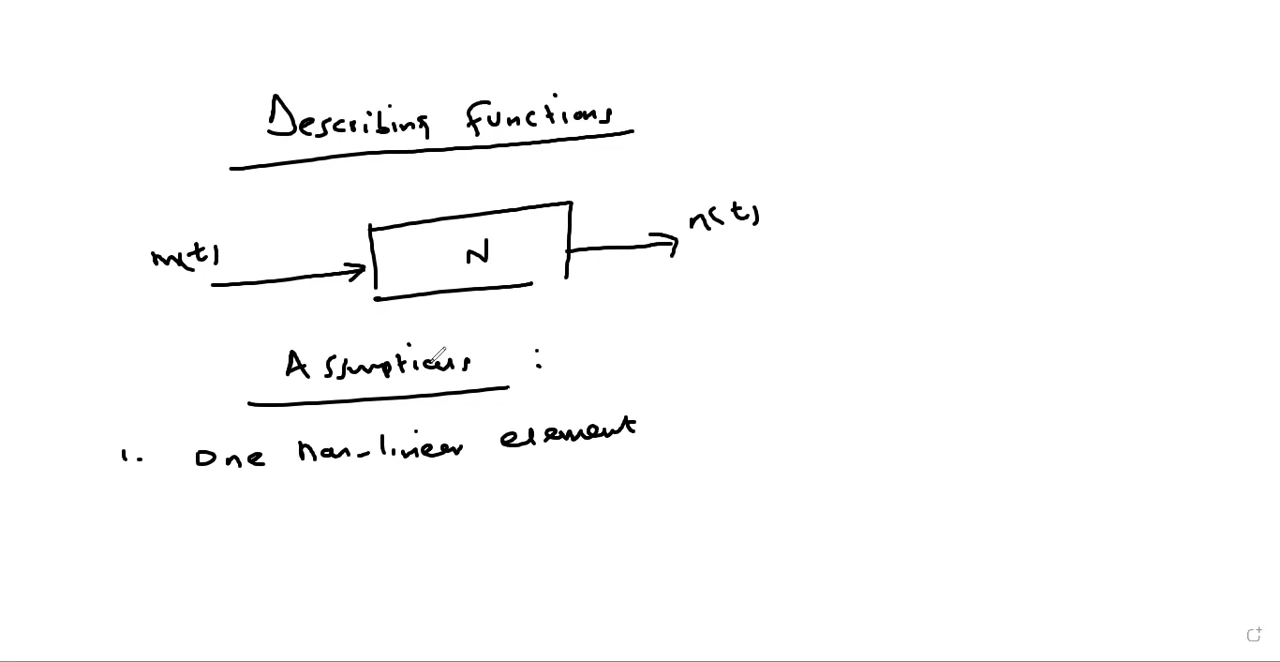 Describing functions
m(t)
N
n(t)
Assumptions :
1. One non-linear element